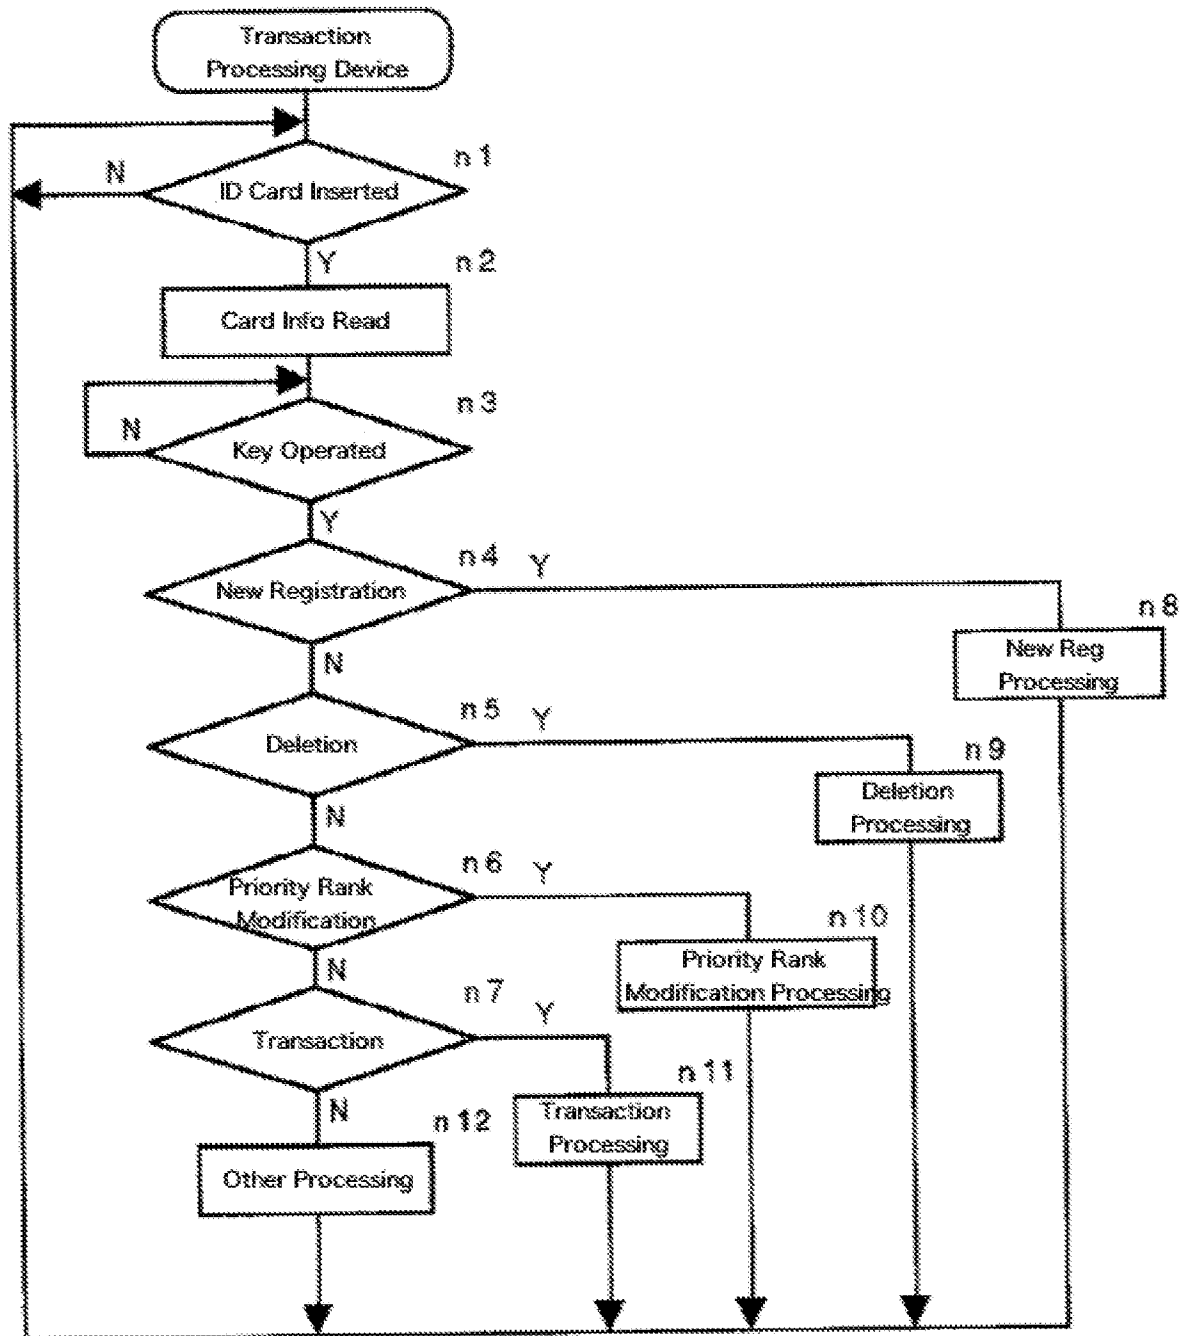 Transaction
Processing Device
n 1
N
ID Card Inserted
Y
n 2
Card Info Read
n 3
N
Key Operated
Y
n 4
Y
New Registration
n 8
New Reg
Processing
N
n 5
Y
Deletion
n 9
Deletion
Processing
N
n 6
Y
Priority Rank
Modification
n 10
Priority Rank
Modification Processing
N
n 7
Y
Transaction
n 11
Transaction
Processing
N
n 12
Other Processing